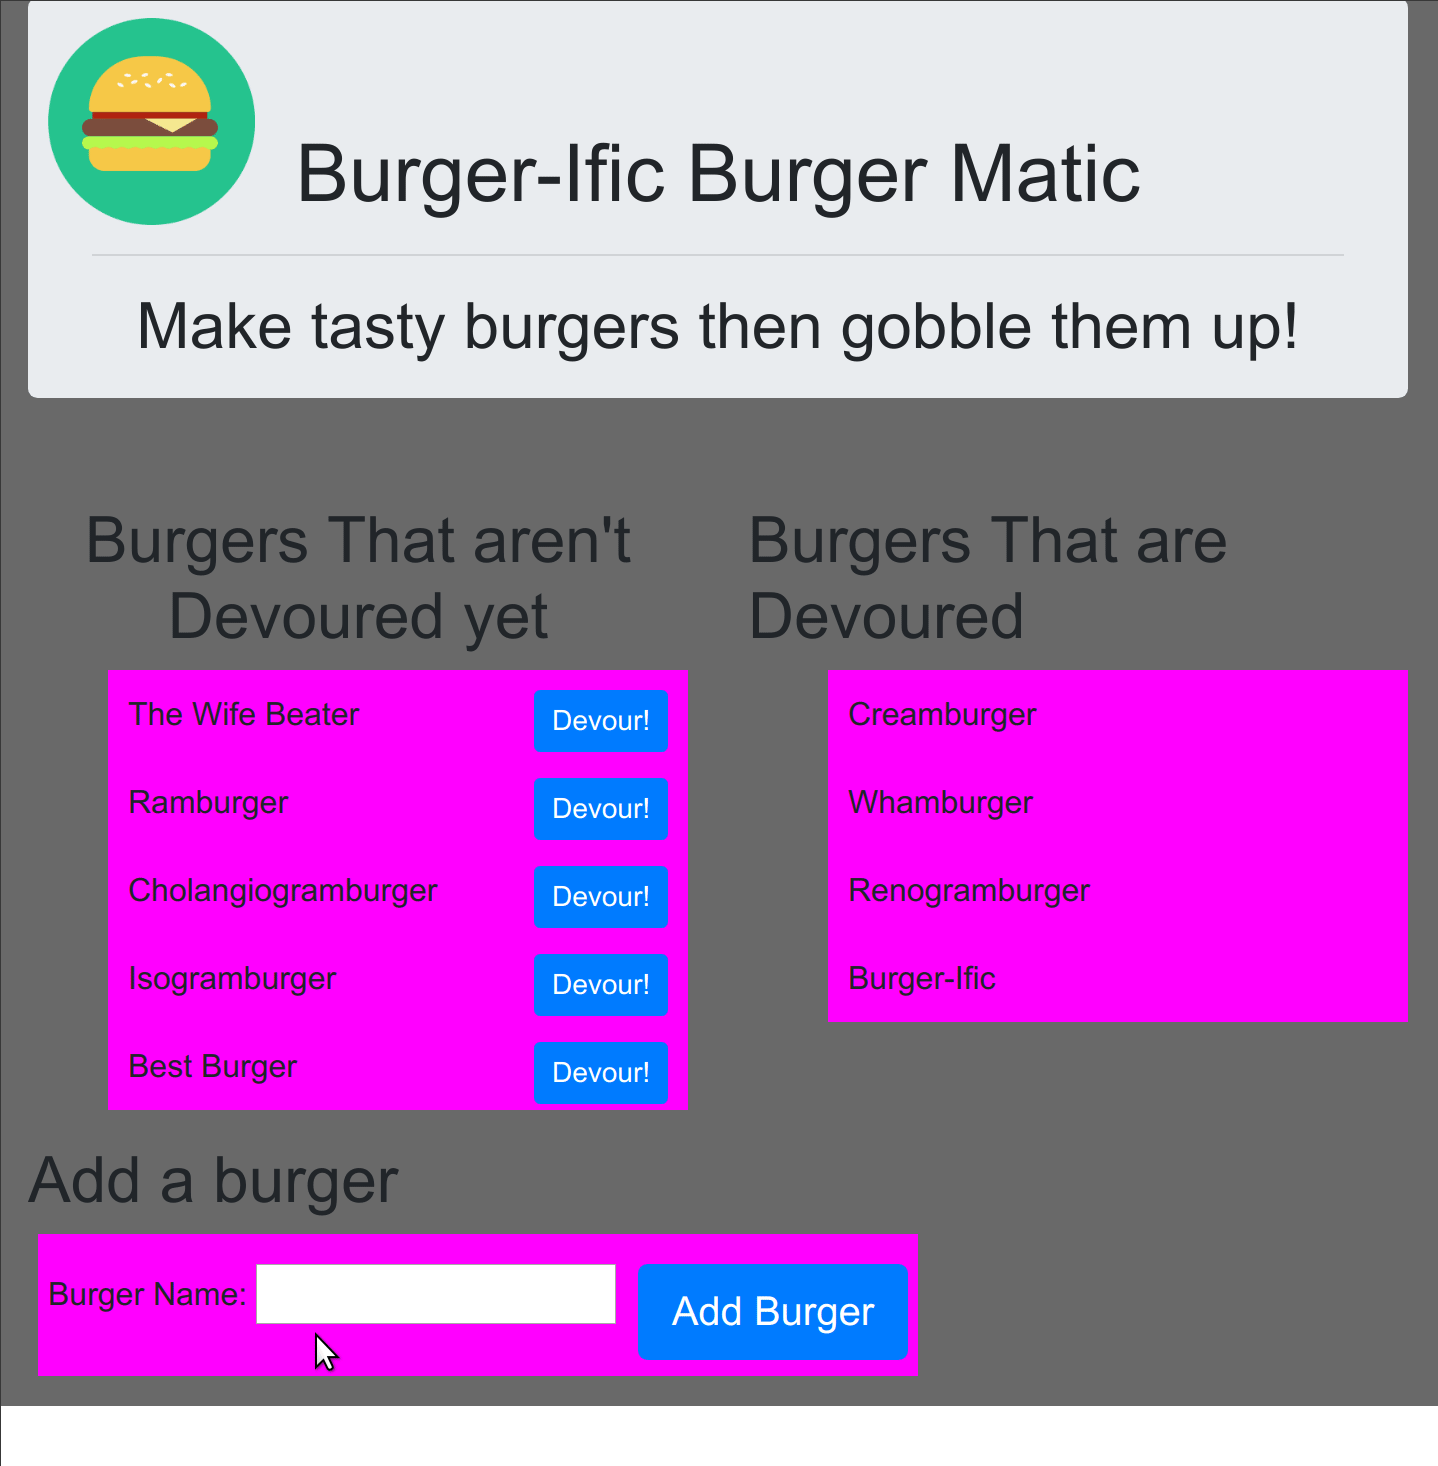 Burger-Ific Burger Matic
Make tasty burgers then gobble them up!
Burgers That aren't
Devoured yet
The Wife Beater Devour!
Ramburger Devour!
Cholangiogramburger Devour!
Isogramburger Devour!
Best Burger Devour!
Burgers That are
Devoured
Creamburger
Whamburger
Renogramburger
Burger-Ific
Add a burger
Burger Name: Add Burger